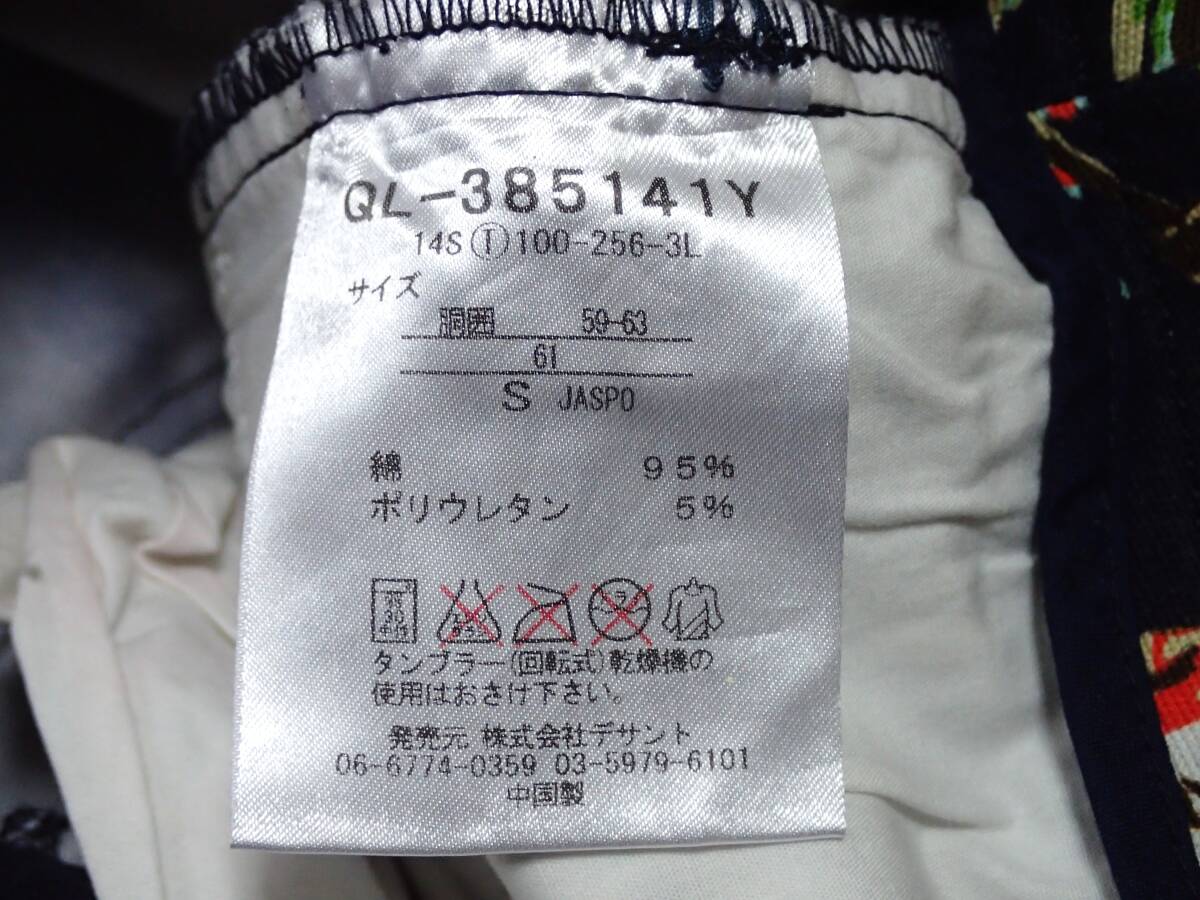 QL-385141Y
14SⒾ100-256-3L
サイズ
胴囲 59-63
61
S JASPO
綿 95%
ポリウレタン 5%
タンブラー(回転式)乾燥機の
使用はおさけ下さい。
発売元 株式会社デサント
06-6774-0359 03-5979-6101
中国製